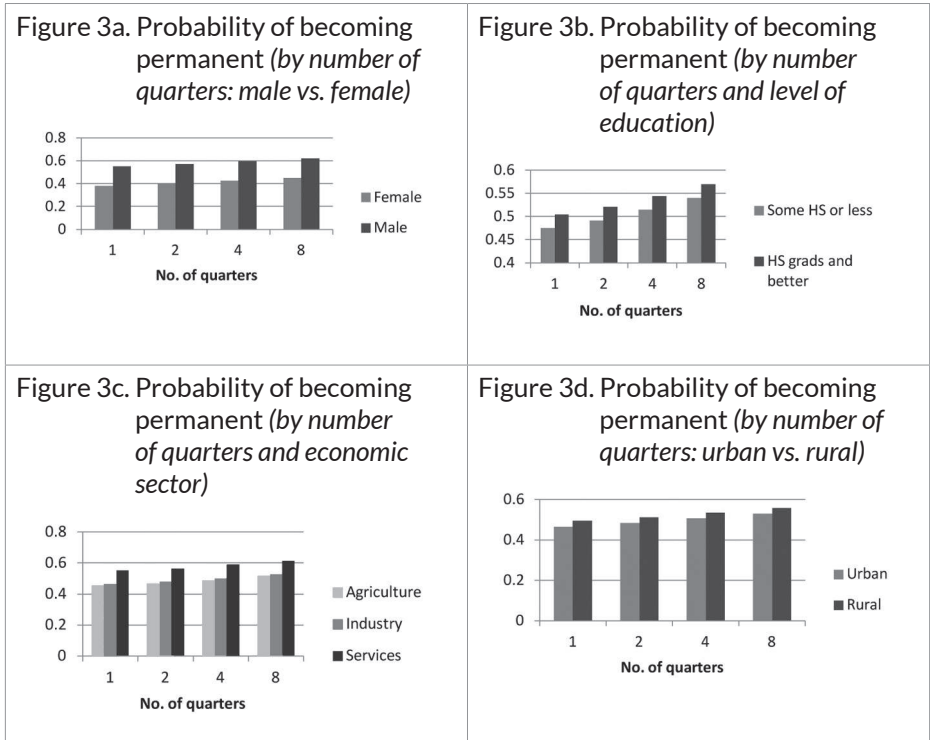 Figure 3a. Probability of becoming
permanent (by number of
quarters: male vs. female)
0.8
0.6
0.4
0.2
0
1 2 4 8
No. of quarters
Female
Male
Figure 3b. Probability of becoming
permanent (by number
of quarters and level of
education)
0.6
0.55
0.5
0.45
0.4
1 2 4 8
No. of quarters
Some HS or less
HS grads and
better
Figure 3c. Probability of becoming
permanent (by number
of quarters and economic
sector)
0.8
0.6
0.4
0.2
0
1 2 4 8
No. of quarters
Agriculture
Industry
Services
Figure 3d. Probability of becoming
permanent (by number of
quarters: urban vs. rural)
0.6
0.4
0.2
0
1 2 4 8
No. of quarters
Urban
Rural